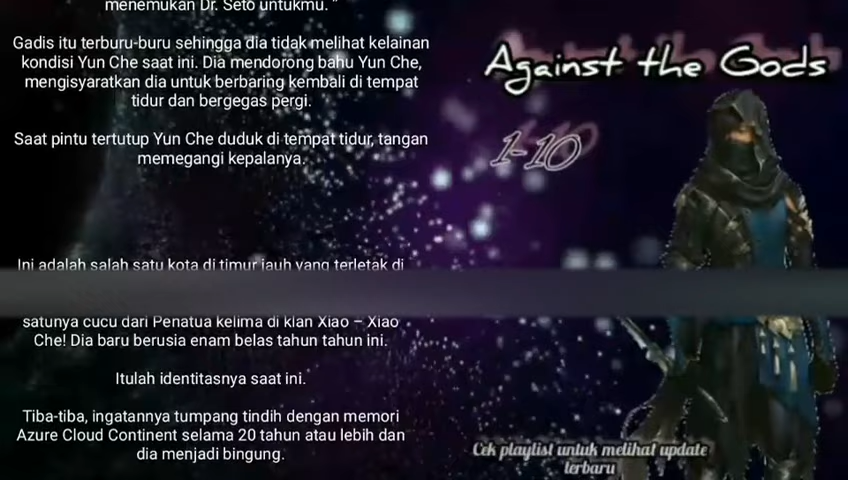 menemukan Dr. Seto untukmu. "
Gadis itu terburu-buru sehingga dia tidak melihat kelainan
kondisi Yun Che saat ini. Dia mendorong bahu Yun Che,
mengisyaratkan dia untuk berbaring kembali di tempat
tidur dan bergegas pergi.
Saat pintu tertutup Yun Che duduk di tempat tidur, tangan
memegangi kepalanya.
Ini adalah salah satu kota di timur jauh yang terletak di
satunya cucu dari Penatua kelima di klan Xiao – Xiao
Che! Dia baru berusia enam belas tahun tahun ini.
Itulah identitasnya saat ini.
Tiba-tiba, ingatannya tumpang tindih dengan memori
Azure Cloud Continent selama 20 tahun atau lebih dan
dia menjadi bingung.
Against the Gods
1-10
Cek playlist untuk melihat update
terbaru